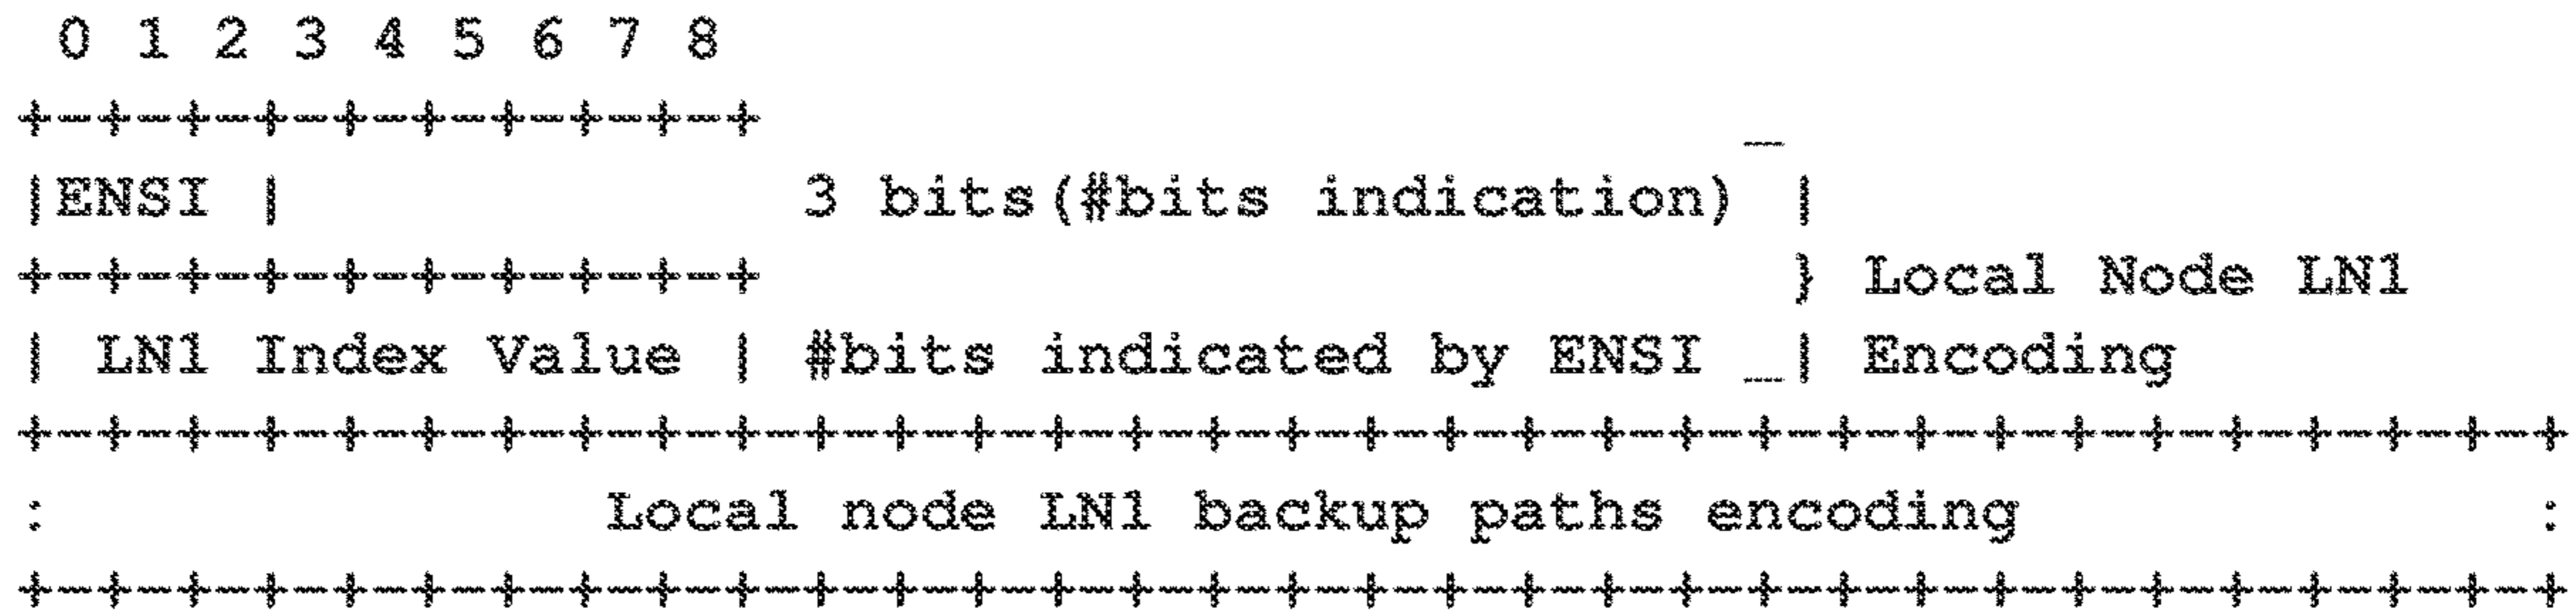 0 1 2 3 4 5 6 7 8
+-+-+-+-+-+-+-+-+-+
                                            _
|ENSI |             3 bits(#bits indication) |
+-+-+-+-+-+-+-+-+-+                          } Local Node LN1
| LN1 Index Value | #bits indicated by ENSI _| Encoding
+-+-+-+-+-+-+-+-+-+-+-+-+-+-+-+-+-+-+-+-+-+-+-+-+-+-+-+-+-+-+-+-+
:              Local node LN1 backup paths encoding             :
+-+-+-+-+-+-+-+-+-+-+-+-+-+-+-+-+-+-+-+-+-+-+-+-+-+-+-+-+-+-+-+-+